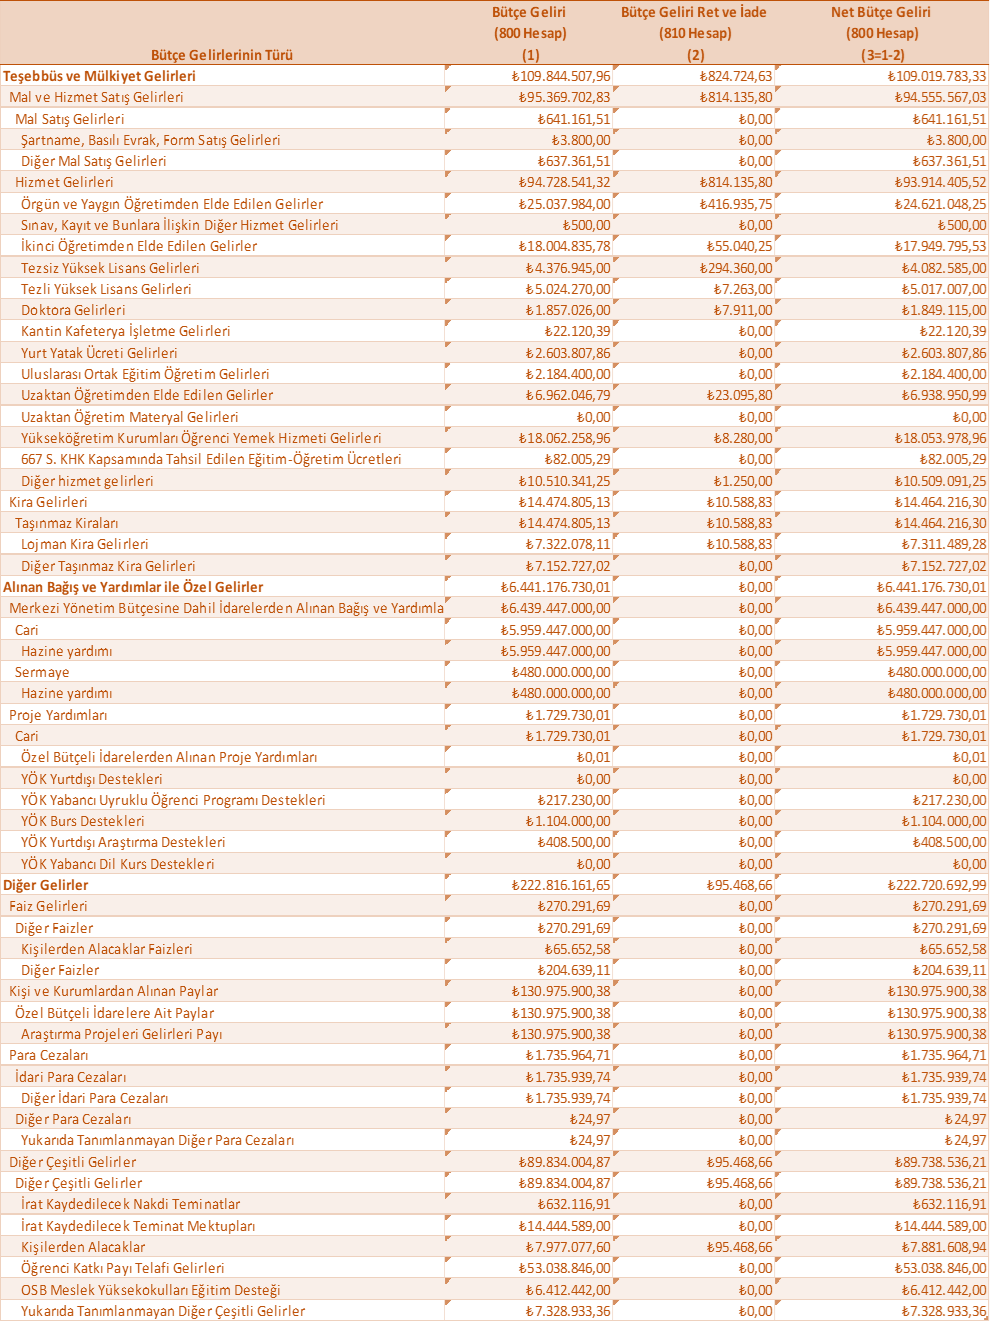 Bütçe Geliri Bütçe Geliri Ret ve İade Net Bütçe Geliri
(800 Hesap) (810 Hesap) (800 Hesap)
Bütçe Gelirlerinin Türü (1) (2) (3=1-2)
Teşebbüs ve Mülkiyet Gelirleri ₺109.844.507,96 ₺824.724,63 ₺109.019.783,33
Mal ve Hizmet Satış Gelirleri ₺95.369.702,83 ₺814.135,80 ₺94.555.567,03
Mal Satış Gelirleri ₺641.161,51 ₺0,00 ₺641.161,51
Şartname, Basılı Evrak, Form Satış Gelirleri ₺3.800,00 ₺0,00 ₺3.800,00
Diğer Mal Satış Gelirleri ₺637.361,51 ₺0,00 ₺637.361,51
Hizmet Gelirleri ₺94.728.541,32 ₺814.135,80 ₺93.914.405,52
Örgün ve Yaygın Öğretimden Elde Edilen Gelirler ₺25.037.984,00 ₺416.935,75 ₺24.621.048,25
Sınav, Kayıt ve Bunlara İlişkin Diğer Hizmet Gelirleri ₺500,00 ₺0,00 ₺500,00
İkinci Öğretimden Elde Edilen Gelirler ₺18.004.835,78 ₺55.040,25 ₺17.949.795,53
Tezsiz Yüksek Lisans Gelirleri ₺4.376.945,00 ₺294.360,00 ₺4.082.585,00
Tezli Yüksek Lisans Gelirleri ₺5.024.270,00 ₺7.263,00 ₺5.017.007,00
Doktora Gelirleri ₺1.857.026,00 ₺7.911,00 ₺1.849.115,00
Kantin Kafeterya İşletme Gelirleri ₺22.120,39 ₺0,00 ₺22.120,39
Yurt Yatak Ücreti Gelirleri ₺2.603.807,86 ₺0,00 ₺2.603.807,86
Uluslarası Ortak Eğitim Öğretim Gelirleri ₺2.184.400,00 ₺0,00 ₺2.184.400,00
Uzaktan Öğretimden Elde Edilen Gelirler ₺6.962.046,79 ₺23.095,80 ₺6.938.950,99
Uzaktan Öğretim Materyal Gelirleri ₺0,00 ₺0,00 ₺0,00
Yükseköğretim Kurumları Öğrenci Yemek Hizmeti Gelirleri ₺18.062.258,96 ₺8.280,00 ₺18.053.978,96
667 S. KHK Kapsamında Tahsil Edilen Eğitim-Öğretim Ücretleri ₺82.005,29 ₺0,00 ₺82.005,29
Diğer hizmet gelirleri ₺10.510.341,25 ₺1.250,00 ₺10.509.091,25
Kira Gelirleri ₺14.474.805,13 ₺10.588,83 ₺14.464.216,30
Taşınmaz Kiraları ₺14.474.805,13 ₺10.588,83 ₺14.464.216,30
Lojman Kira Gelirleri ₺7.322.078,11 ₺10.588,83 ₺7.311.489,28
Diğer Taşınmaz Kira Gelirleri ₺7.152.727,02 ₺0,00 ₺7.152.727,02
Alınan Bağış ve Yardımlar ile Özel Gelirler ₺6.441.176.730,01 ₺0,00 ₺6.441.176.730,01
Merkezi Yönetim Bütçesine Dahil İdarelerden Alınan Bağış ve Yardımla ₺6.439.447.000,00 ₺0,00 ₺6.439.447.000,00
Cari ₺5.959.447.000,00 ₺0,00 ₺5.959.447.000,00
Hazine yardımı ₺5.959.447.000,00 ₺0,00 ₺5.959.447.000,00
Sermaye ₺480.000.000,00 ₺0,00 ₺480.000.000,00
Hazine yardımı ₺480.000.000,00 ₺0,00 ₺480.000.000,00
Proje Yardımları ₺1.729.730,01 ₺0,00 ₺1.729.730,01
Cari ₺1.729.730,01 ₺0,00 ₺1.729.730,01
Özel Bütçeli İdarelerden Alınan Proje Yardımları ₺0,01 ₺0,00 ₺0,01
YÖK Yurtdışı Destekleri ₺0,00 ₺0,00 ₺0,00
YÖK Yabancı Uyruklu Öğrenci Programı Destekleri ₺217.230,00 ₺0,00 ₺217.230,00
YÖK Burs Destekleri ₺1.104.000,00 ₺0,00 ₺1.104.000,00
YÖK Yurtdışı Araştırma Destekleri ₺408.500,00 ₺0,00 ₺408.500,00
YÖK Yabancı Dil Kurs Destekleri ₺0,00 ₺0,00 ₺0,00
Diğer Gelirler ₺222.816.161,65 ₺95.468,66 ₺222.720.692,99
Faiz Gelirleri ₺270.291,69 ₺0,00 ₺270.291,69
Diğer Faizler ₺270.291,69 ₺0,00 ₺270.291,69
Kişilerden Alacaklar Faizleri ₺65.652,58 ₺0,00 ₺65.652,58
Diğer Faizler ₺204.639,11 ₺0,00 ₺204.639,11
Kişi ve Kurumlardan Alınan Paylar ₺130.975.900,38 ₺0,00 ₺130.975.900,38
Özel Bütçeli İdarelere Ait Paylar ₺130.975.900,38 ₺0,00 ₺130.975.900,38
Araştırma Projeleri Gelirleri Payı ₺130.975.900,38 ₺0,00 ₺130.975.900,38
Para Cezaları ₺1.735.964,71 ₺0,00 ₺1.735.964,71
İdari Para Cezaları ₺1.735.939,74 ₺0,00 ₺1.735.939,74
Diğer İdari Para Cezaları ₺1.735.939,74 ₺0,00 ₺1.735.939,74
Diğer Para Cezaları ₺24,97 ₺0,00 ₺24,97
Yukarıda Tanımlanmayan Diğer Para Cezaları ₺24,97 ₺0,00 ₺24,97
Diğer Çeşitli Gelirler ₺89.834.004,87 ₺95.468,66 ₺89.738.536,21
Diğer Çeşitli Gelirler ₺89.834.004,87 ₺95.468,66 ₺89.738.536,21
İrat Kaydedilecek Nakdi Teminatlar ₺632.116,91 ₺0,00 ₺632.116,91
İrat Kaydedilecek Teminat Mektupları ₺14.444.589,00 ₺0,00 ₺14.444.589,00
Kişilerden Alacaklar ₺7.977.077,60 ₺95.468,66 ₺7.881.608,94
Öğrenci Katkı Payı Telafi Gelirleri ₺53.038.846,00 ₺0,00 ₺53.038.846,00
OSB Meslek Yüksekokulları Eğitim Desteği ₺6.412.442,00 ₺0,00 ₺6.412.442,00
Yukarıda Tanımlanmayan Diğer Çeşitli Gelirler ₺7.328.933,36 ₺0,00 ₺7.328.933,36